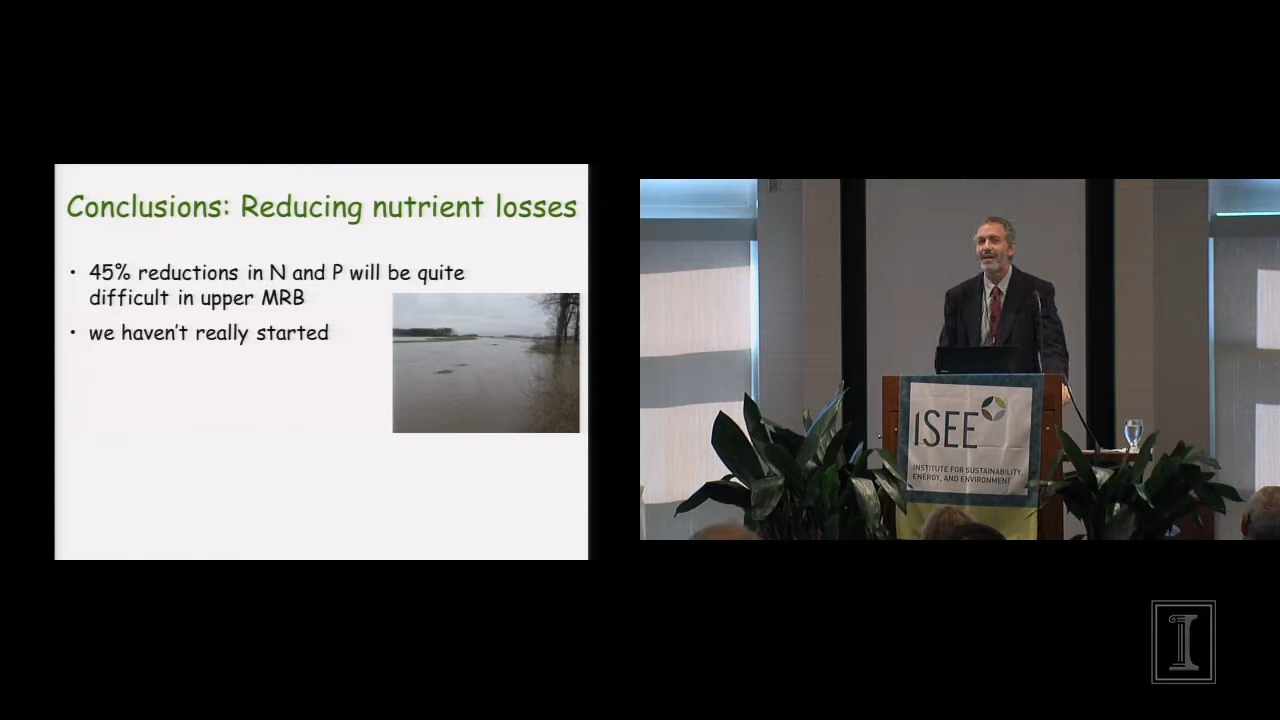 Conclusions: Reducing nutrient losses
• 45% reductions in N and P will be quite
difficult in upper MRB
• we haven't really started
ISEE
INSTITUTE FOR SUSTAINABILITY,
ENERGY, AND ENVIRONMENT
I